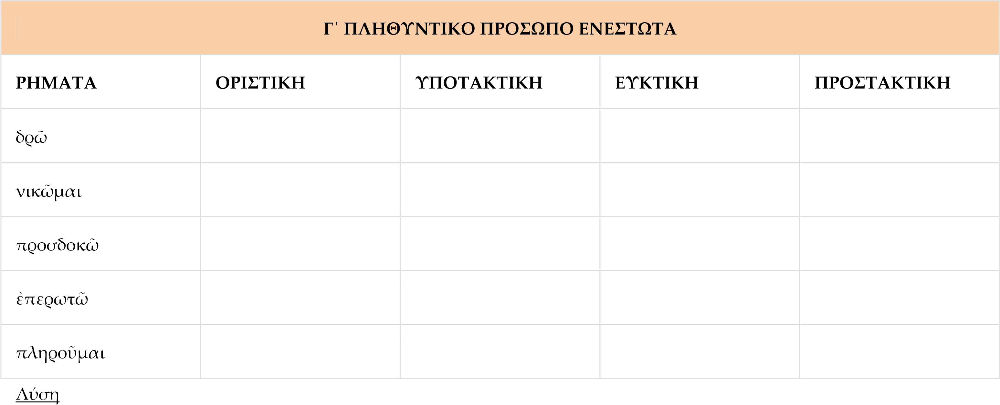 Γ' ΠΛΗΘΥΝΤΙΚΟ ΠΡΟΣΩΠΟ ΕΝΕΣΤΩΤΑ
ΡΗΜΑΤΑ ΟΡΙΣΤΙΚΗ ΥΠΟΤΑΚΤΙΚΗ ΕΥΚΤΙΚΗ ΠΡΟΣΤΑΚΤΙΚΗ
δρῶ
νικῶμαι
προσδοκῶ
ἐπερωτῶ
πληροῦμαι
Λύση